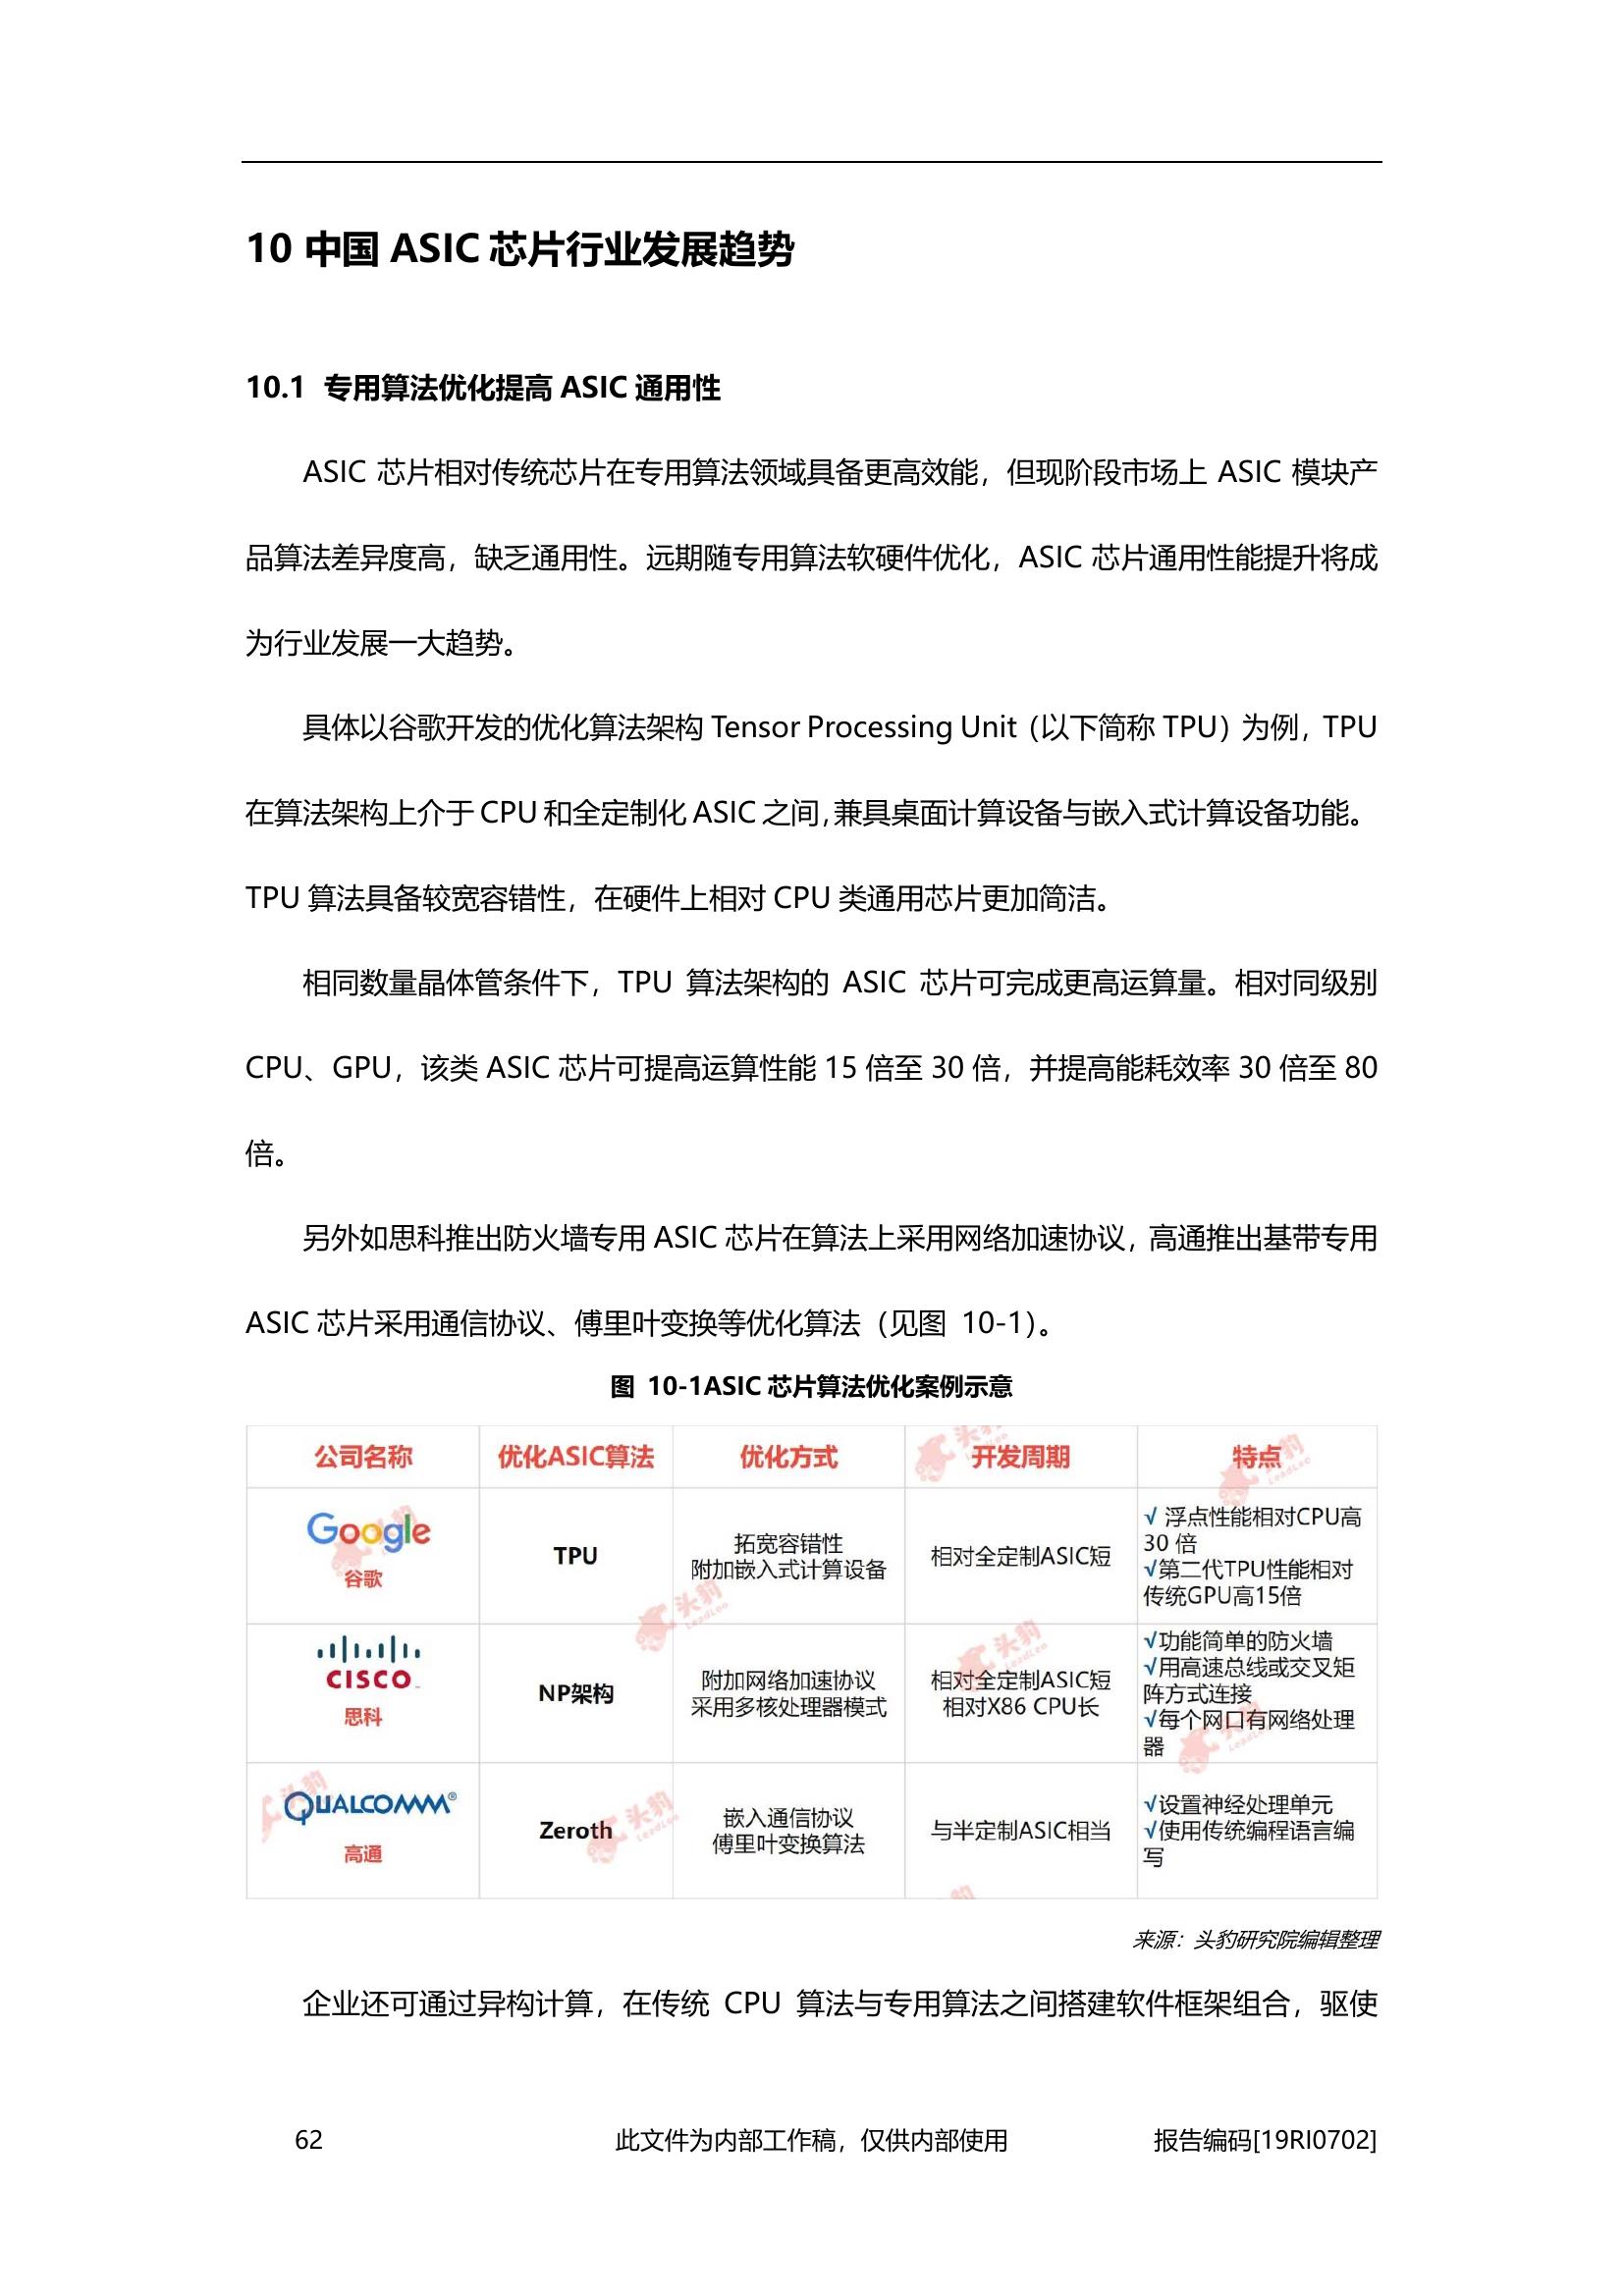 10 中国 ASIC 芯片行业发展趋势
10.1 专用算法优化提高 ASIC 通用性
ASIC 芯片相对传统芯片在专用算法领域具备更高效能，但现阶段市场上 ASIC 模块产
品算法差异度高，缺乏通用性。远期随专用算法软硬件优化，ASIC 芯片通用性能提升将成
为行业发展一大趋势。
具体以谷歌开发的优化算法架构 Tensor Processing Unit（以下简称 TPU）为例，TPU
在算法架构上介于 CPU 和全定制化 ASIC 之间，兼具桌面计算设备与嵌入式计算设备功能。
TPU 算法具备较宽容错性，在硬件上相对 CPU 类通用芯片更加简洁。
相同数量晶体管条件下，TPU 算法架构的 ASIC 芯片可完成更高运算量。相对同级别
CPU、GPU，该类 ASIC 芯片可提高运算性能 15 倍至 30 倍，并提高能耗效率 30 倍至 80
倍。
另外如思科推出防火墙专用 ASIC 芯片在算法上采用网络加速协议，高通推出基带专用
ASIC 芯片采用通信协议、傅里叶变换等优化算法（见图 10-1）。
图 10-1ASIC 芯片算法优化案例示意
公司名称 优化ASIC算法 优化方式 开发周期 特点
Google
谷歌
TPU
拓宽容错性
附加嵌入式计算设备
相对全定制ASIC短
√ 浮点性能相对CPU高
30 倍
√第二代TPU性能相对
传统GPU高15倍
CISCO
思科
NP架构
附加网络加速协议
采用多核处理器模式
相对全定制ASIC短
相对X86 CPU长
√功能简单的防火墙
√用高速总线或交叉矩
阵方式连接
√每个网口有网络处理
器
QUALCOMM®
高通
Zeroth
嵌入通信协议
傅里叶变换算法
与半定制ASIC相当
√设置神经处理单元
√使用传统编程语言编
写
来源：头豹研究院编辑整理
企业还可通过异构计算，在传统 CPU 算法与专用算法之间搭建软件框架组合，驱使
62 此文件为内部工作稿，仅供内部使用 报告编码[19RI0702]